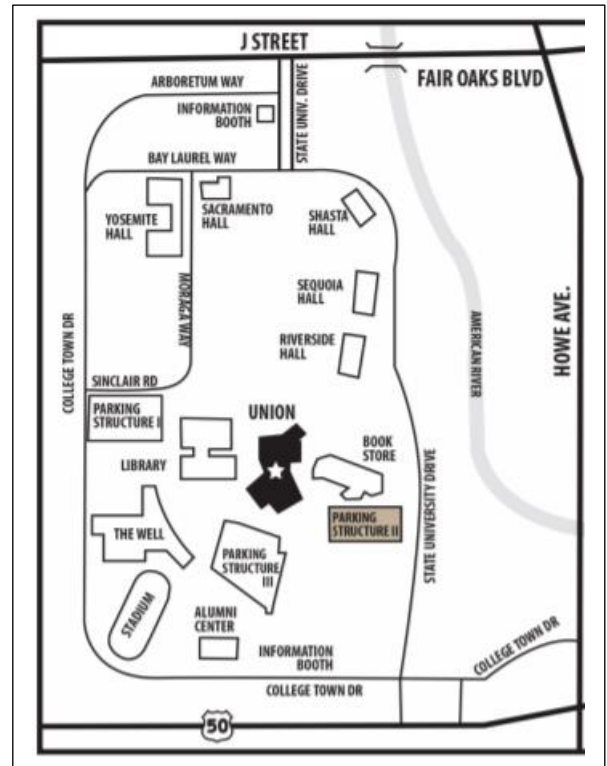 J STREET
FAIR OAKS BLVD
ARBORETUM WAY
STATE UNIV. DRIVE
INFORMATION
BOOTH
BAY LAUREL WAY
YOSEMITE
HALL
SACRAMENTO
HALL
SHASTA
HALL
MORAGA WAY
SEQUOIA
HALL
AMERICAN RIVER
HOWE AVE.
COLLEGE TOWN DR
RIVERSIDE
HALL
SINCLAIR RD
PARKING
STRUCTURE I
UNION
LIBRARY
BOOK
STORE
STATE UNIVERSITY DRIVE
THE WELL
PARKING
STRUCTURE II
PARKING
STRUCTURE
III
STADIUM
ALUMNI
CENTER
INFORMATION
BOOTH
COLLEGE TOWN DR
COLLEGE TOWN DR
50